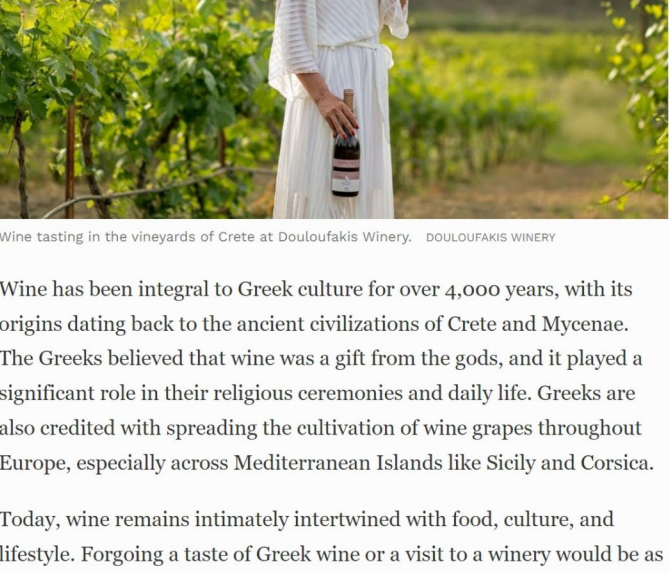 Wine tasting in the vineyards of Crete at Douloufakis Winery. DOULOUFAKIS WINERY
Wine has been integral to Greek culture for over 4,000 years, with its
origins dating back to the ancient civilizations of Crete and Mycenae.
The Greeks believed that wine was a gift from the gods, and it played a
significant role in their religious ceremonies and daily life. Greeks are
also credited with spreading the cultivation of wine grapes throughout
Europe, especially across Mediterranean Islands like Sicily and Corsica.
Today, wine remains intimately intertwined with food, culture, and
lifestyle. Forgoing a taste of Greek wine or a visit to a winery would be as